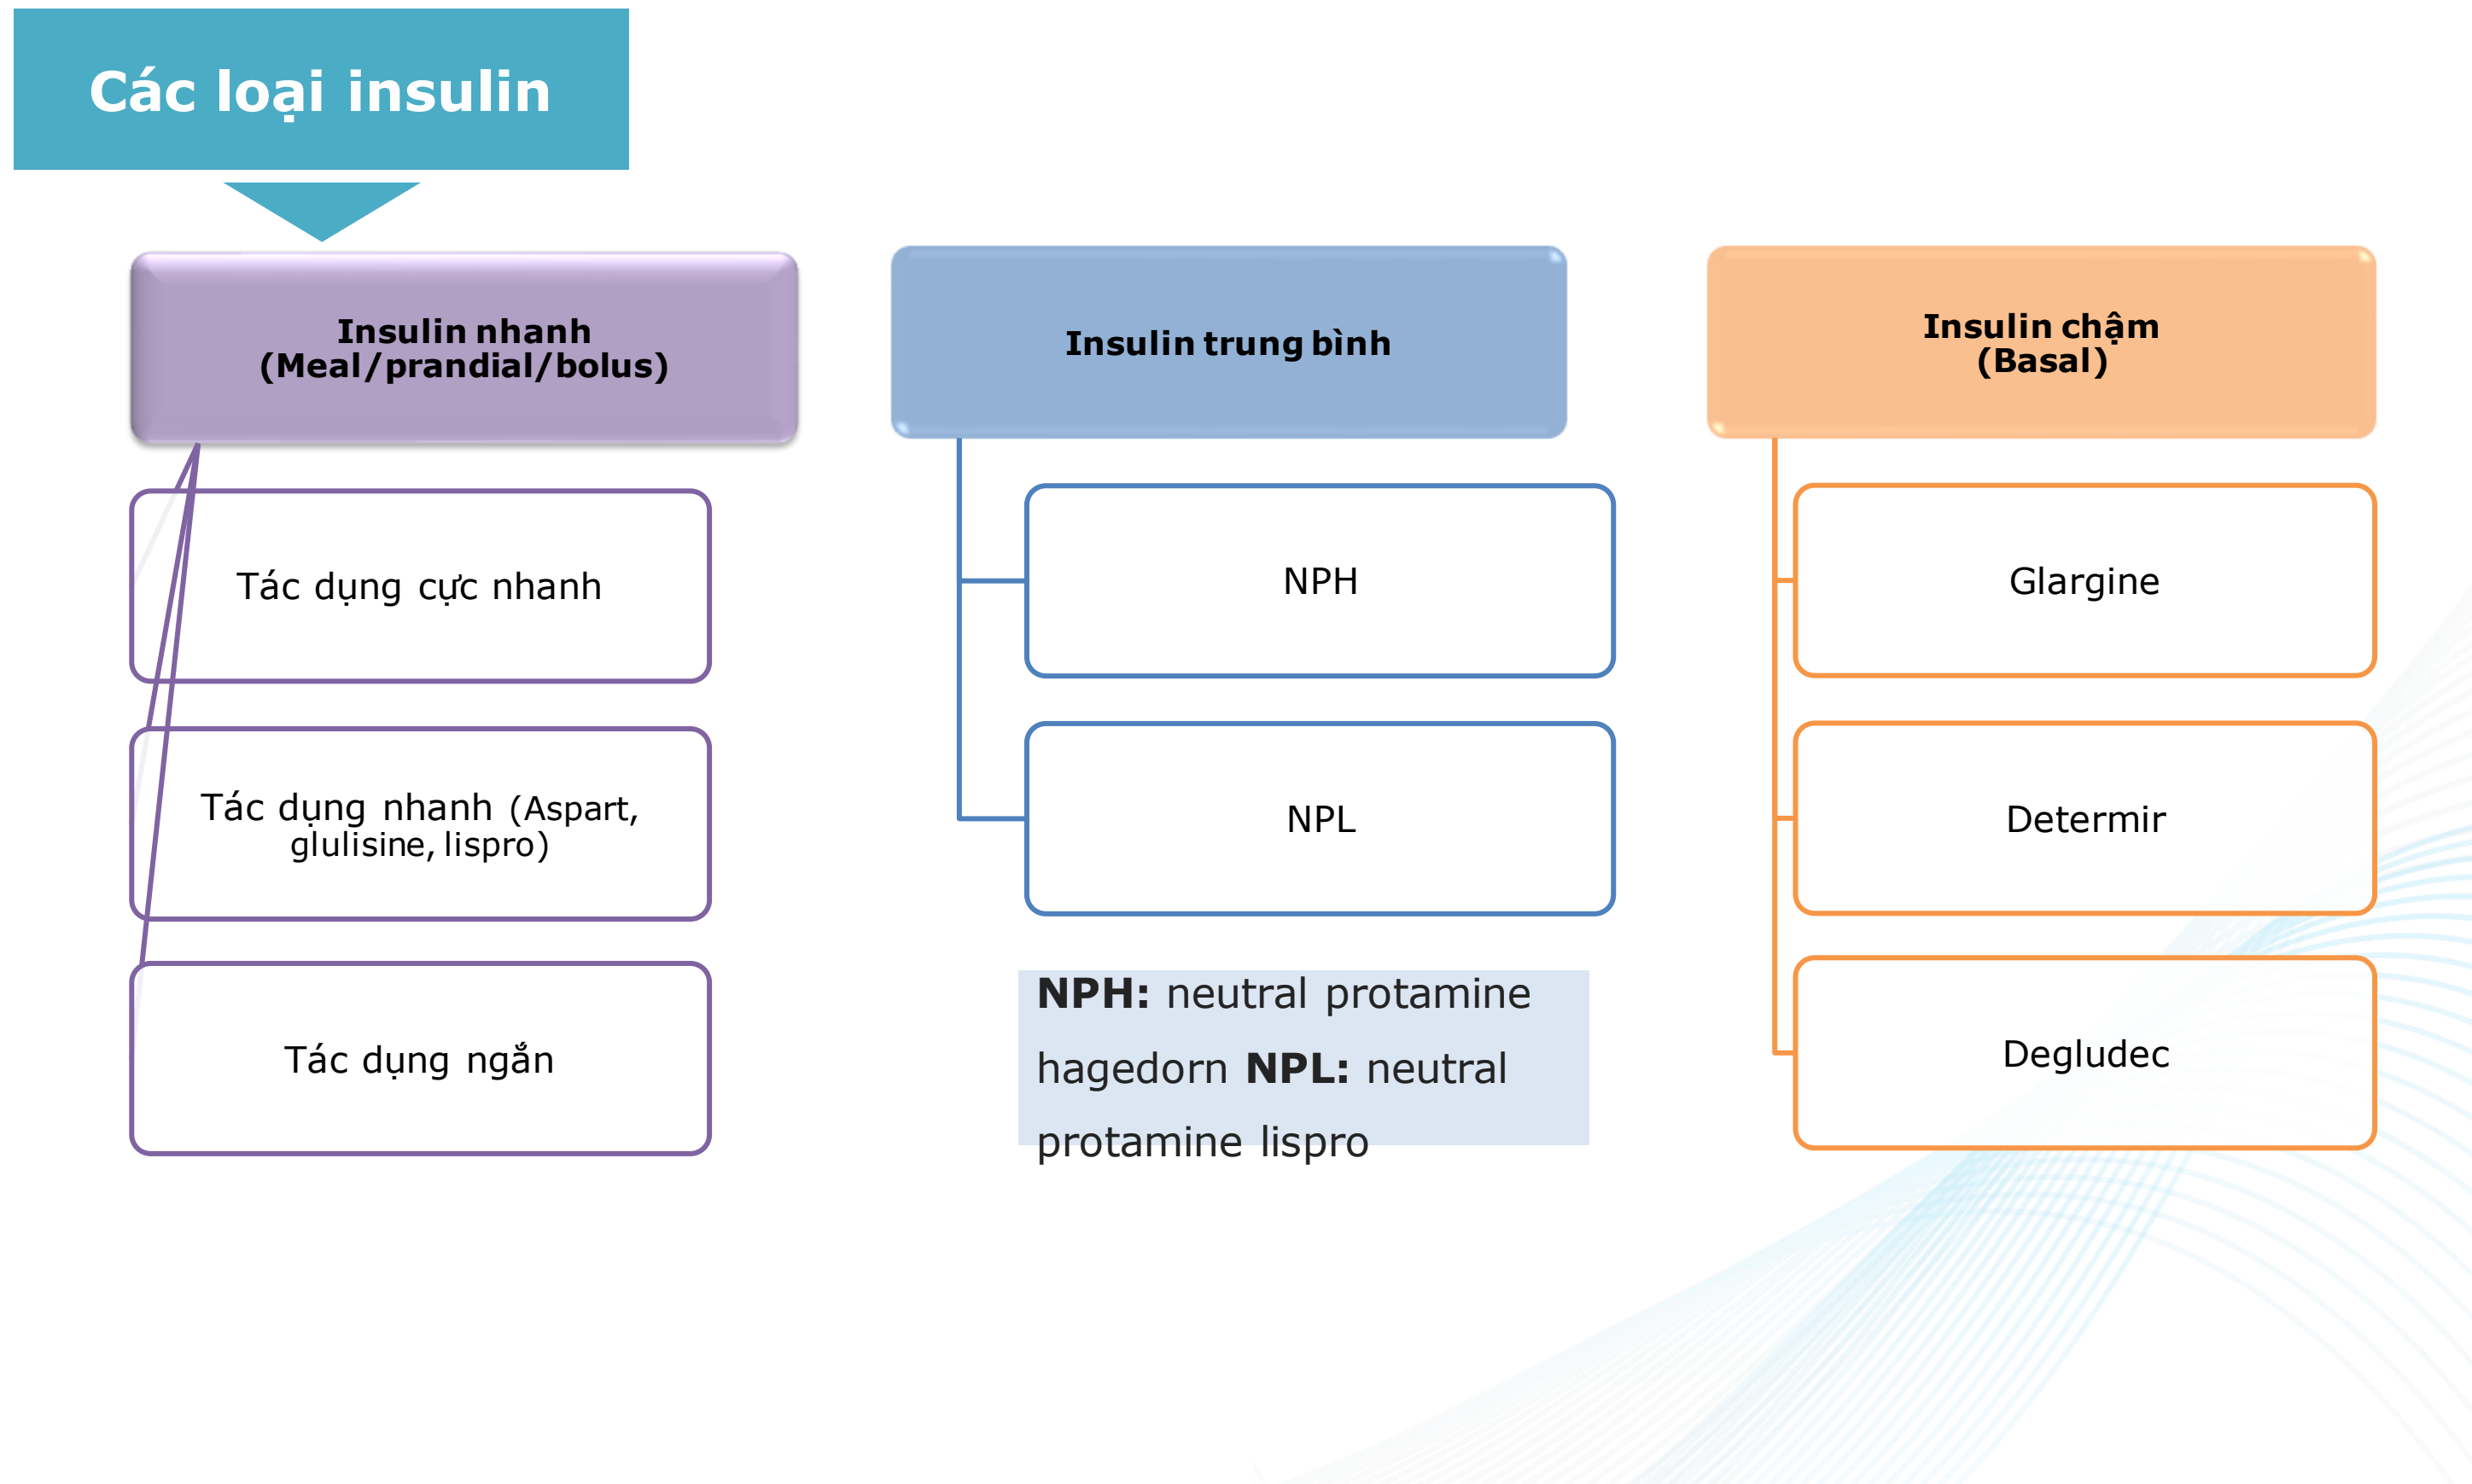 Các loại insulin
Insulin nhanh
(Meal/prandial/bolus)
Tác dụng cực nhanh
Tác dụng nhanh (Aspart,
glulisine, lispro)
Tác dụng ngắn
Insulin trung bình
NPH
NPL
NPH: neutral protamine
hagedorn NPL: neutral
protamine lispro
Insulin chậm
(Basal)
Glargine
Determir
Degludec